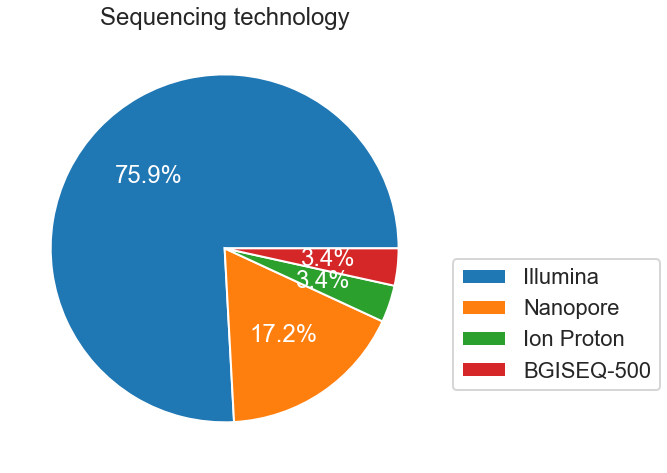 Sequencing technology
75.9%
3.4%
3.4%
17.2%
Illumina
Nanopore
Ion Proton
BGISEQ-500